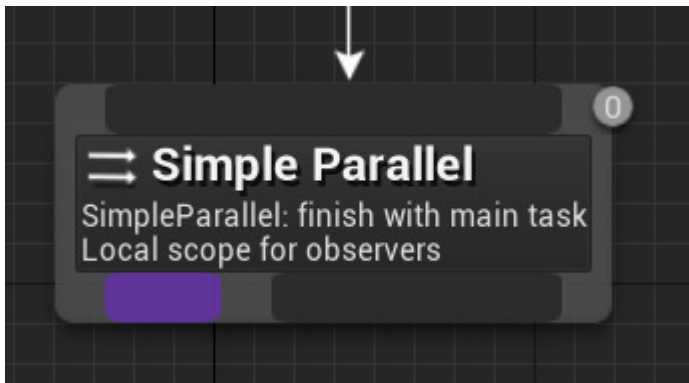 0
Simple Parallel
SimpleParallel: finish with main task
Local scope for observers